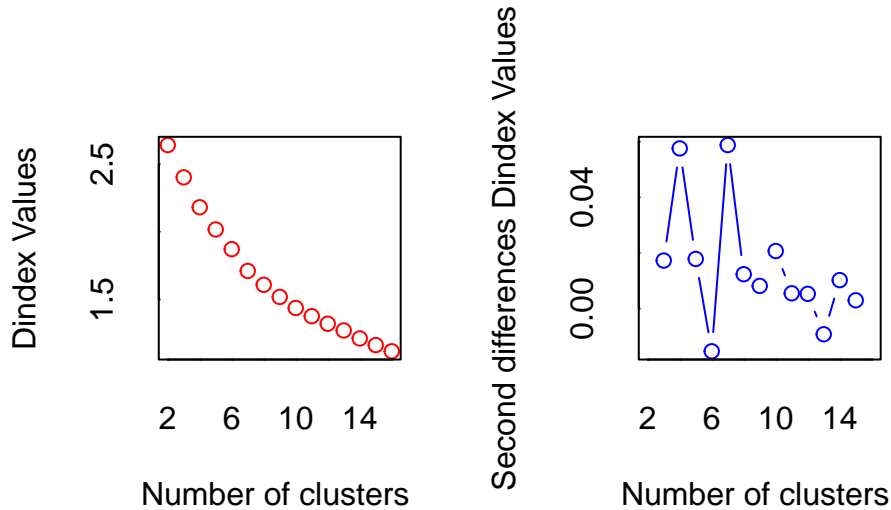 Dindex Values
2.5
1.5
2 6 10 14
Number of clusters
Second differences Dindex Values
0.04
0.00
2 6 10 14
Number of clusters